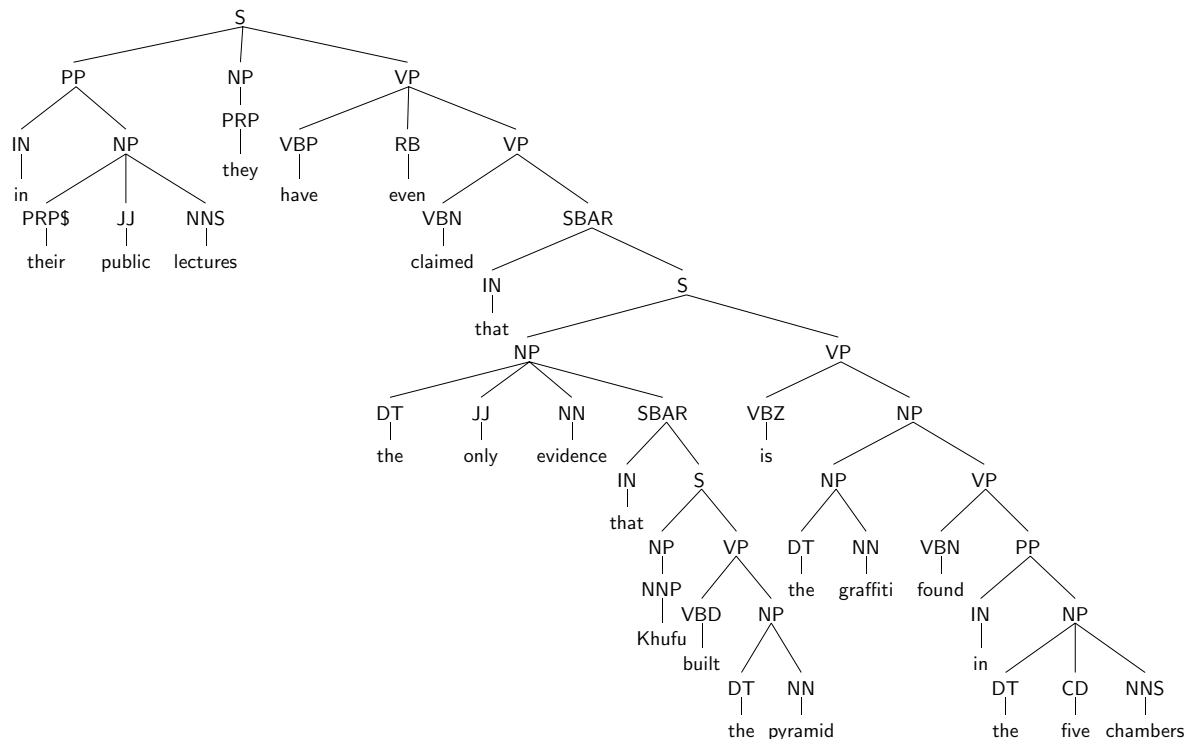 S
PP NP VP
PRP
IN NP VBP RB VP
they
in have even
PRP$ JJ NNS VBN SBAR
their public lectures claimed
IN S
that
NP VP
DT JJ NN SBAR VBZ NP
the only evidence is
IN S NP VP
that
NP VP DT NN VBN PP
NNP the graffiti found
VBD NP IN NP
Khufu
built in
DT NN DT CD NNS
the pyramid the five chambers